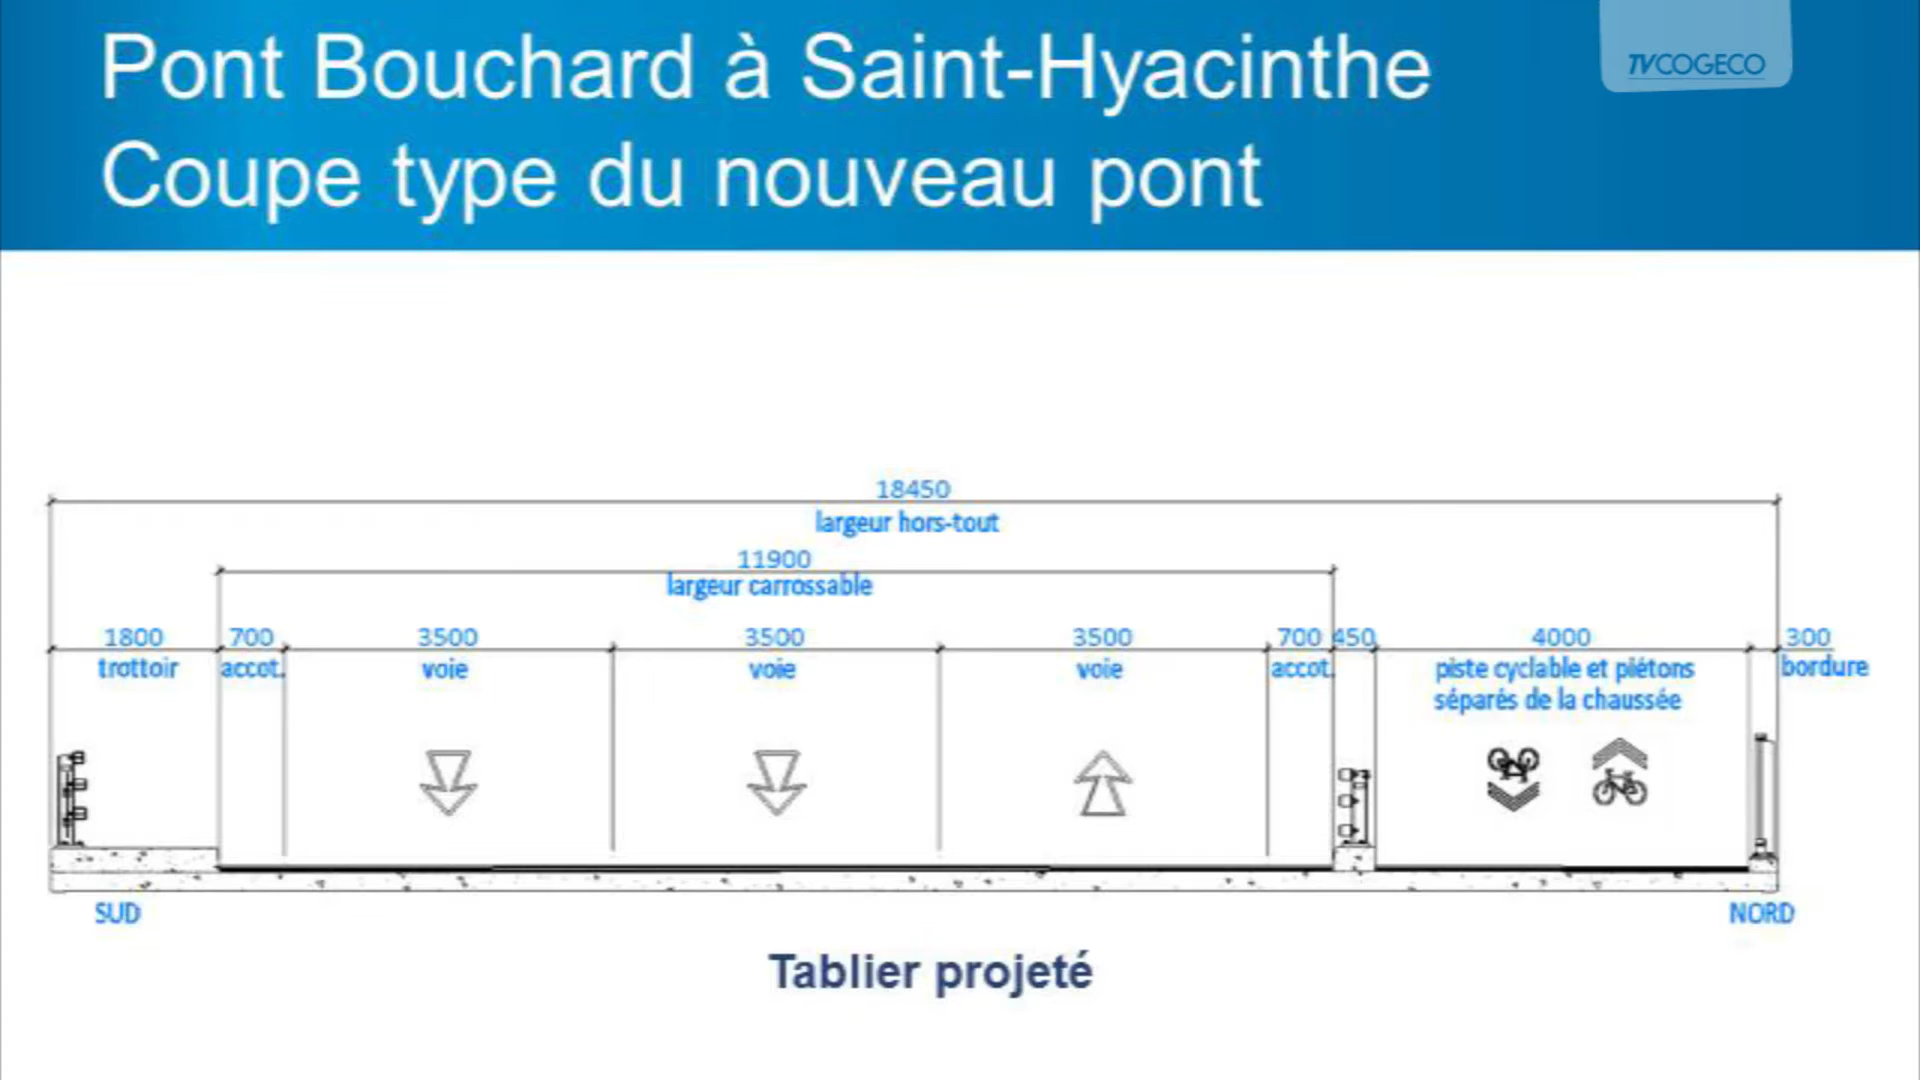 Pont Bouchard à Saint-Hyacinthe
Coupe type du nouveau pont
TVCOGECO
18450
largeur hors-tout
11900
largeur carrossable
1800 700 3500 3500 3500 700 450 4000 300
trottoir accot. voie voie voie accot. piste cyclable et piétons bordure
séparés de la chaussée
SUD NORD
Tablier projeté